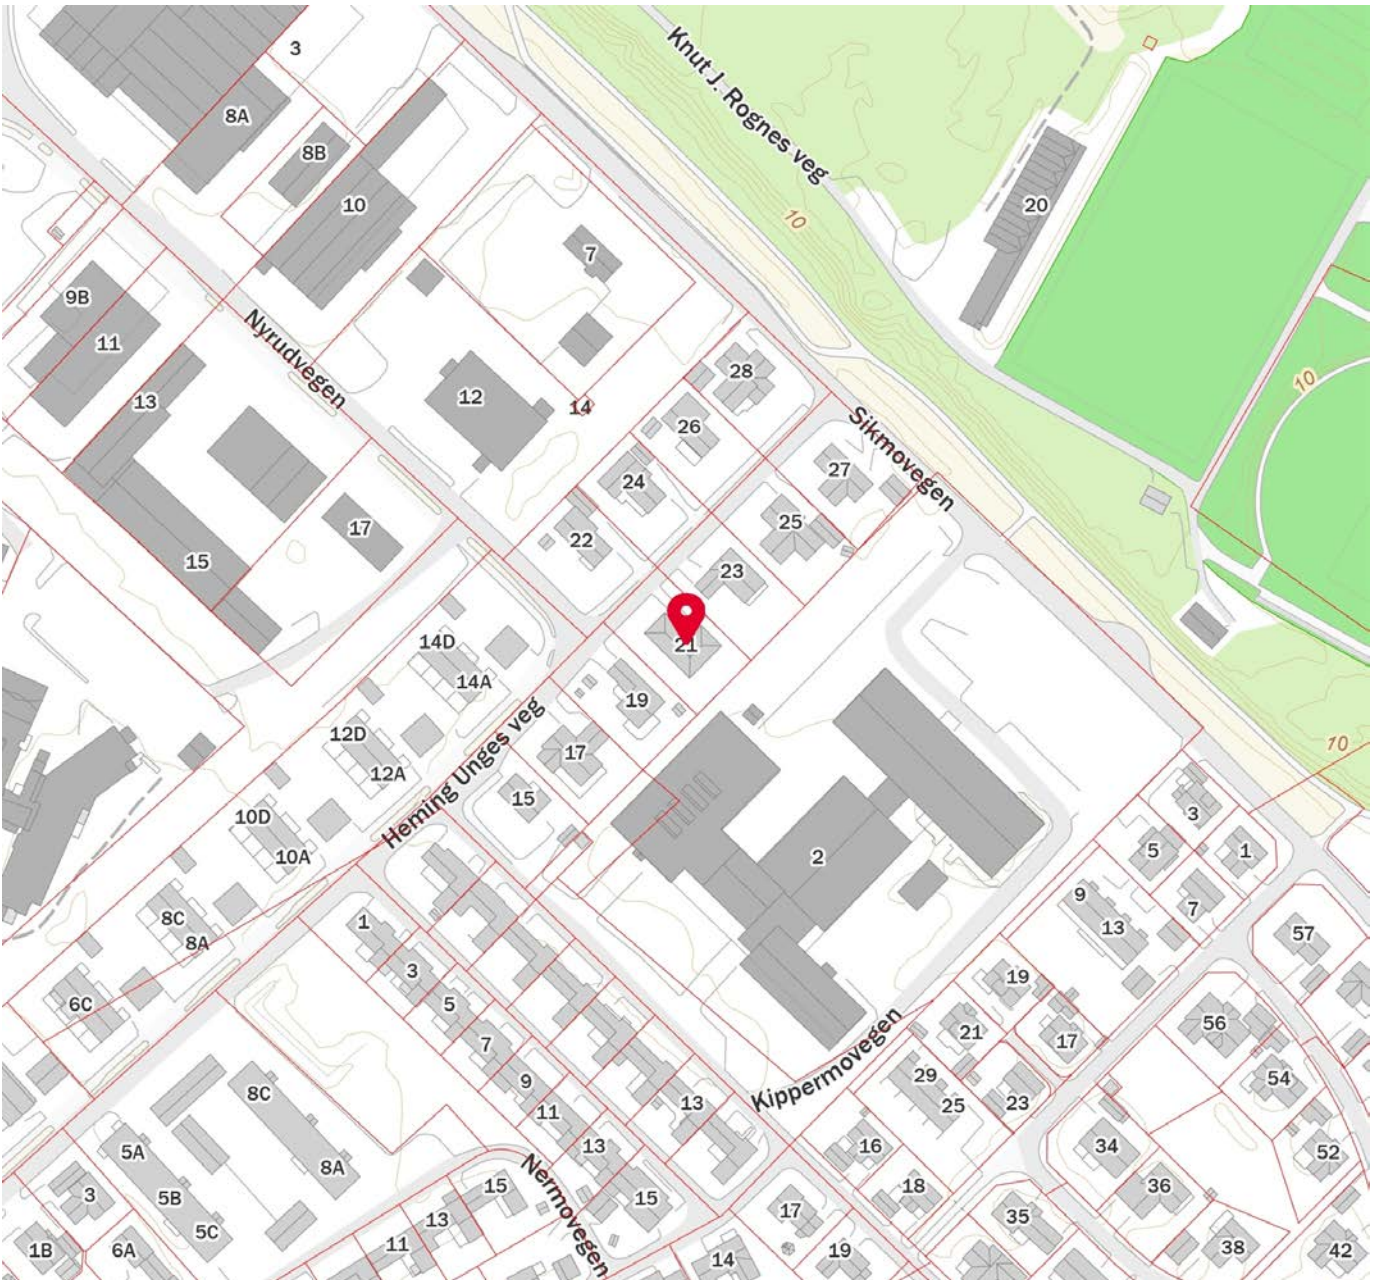 3
Knut J. Rognes veg
8A
8B
10
20
10
7
9B
11
Nyrudvegen
28
10
13
12
14
26
Sikmovegen
24
27
25
17
22
15
23
21
14D
14A
19
Heming Unges veg
12D
12A
17
10
15
3
10D
10A
2
5
1
9
7
8C
8A
1
13
57
3
19
6C
5
21
17
56
7
29
25
54
9
8C
13
23
11
Kippermovegen
5A
13
16
34
52
8A
Nermovegen
3
5B
15
15
18
36
13
17
35
5C
1B
6A
11
14
19
38
42